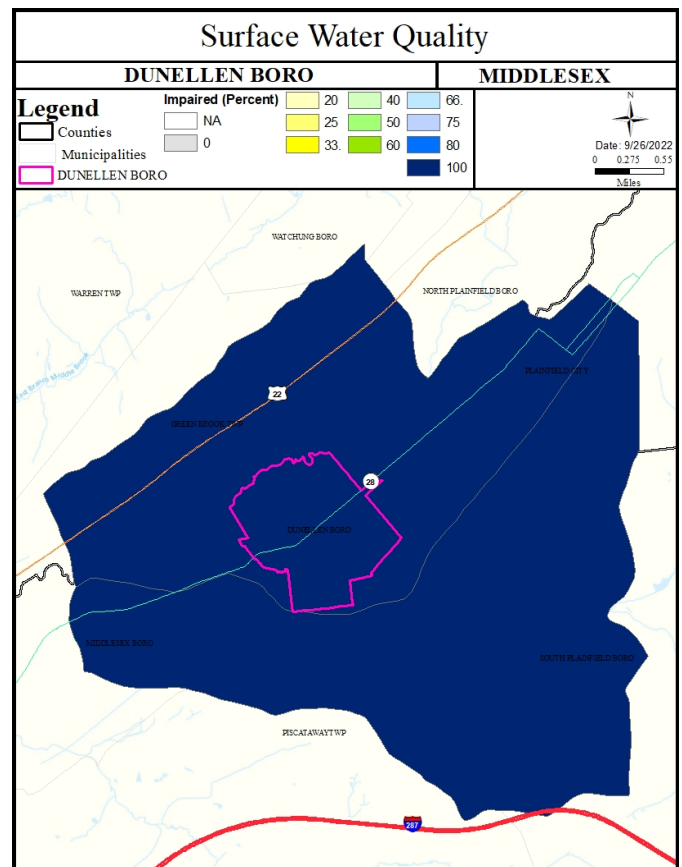 Surface Water Quality
DUNELLEN BORO
MIDDLESEX
Legend
Counties
Municipalities
DUNELLEN BORO
Impaired (Percent)
NA
0
20
25
33.
40
50
60
66.
75
80
100
N
Date: 9/26/2022
0 0.275 0.55
Miles
WATCHUNG BORO
WARREN TWP
NORTH PLAINFIELD BORO
PLAINFIELD CITY
22
GREEN BROOK TWP
28
DUNELLEN BORO
MIDDLESEX BORO
SOUTH PLAINFIELD BORO
PISCATAWAY TWP
287